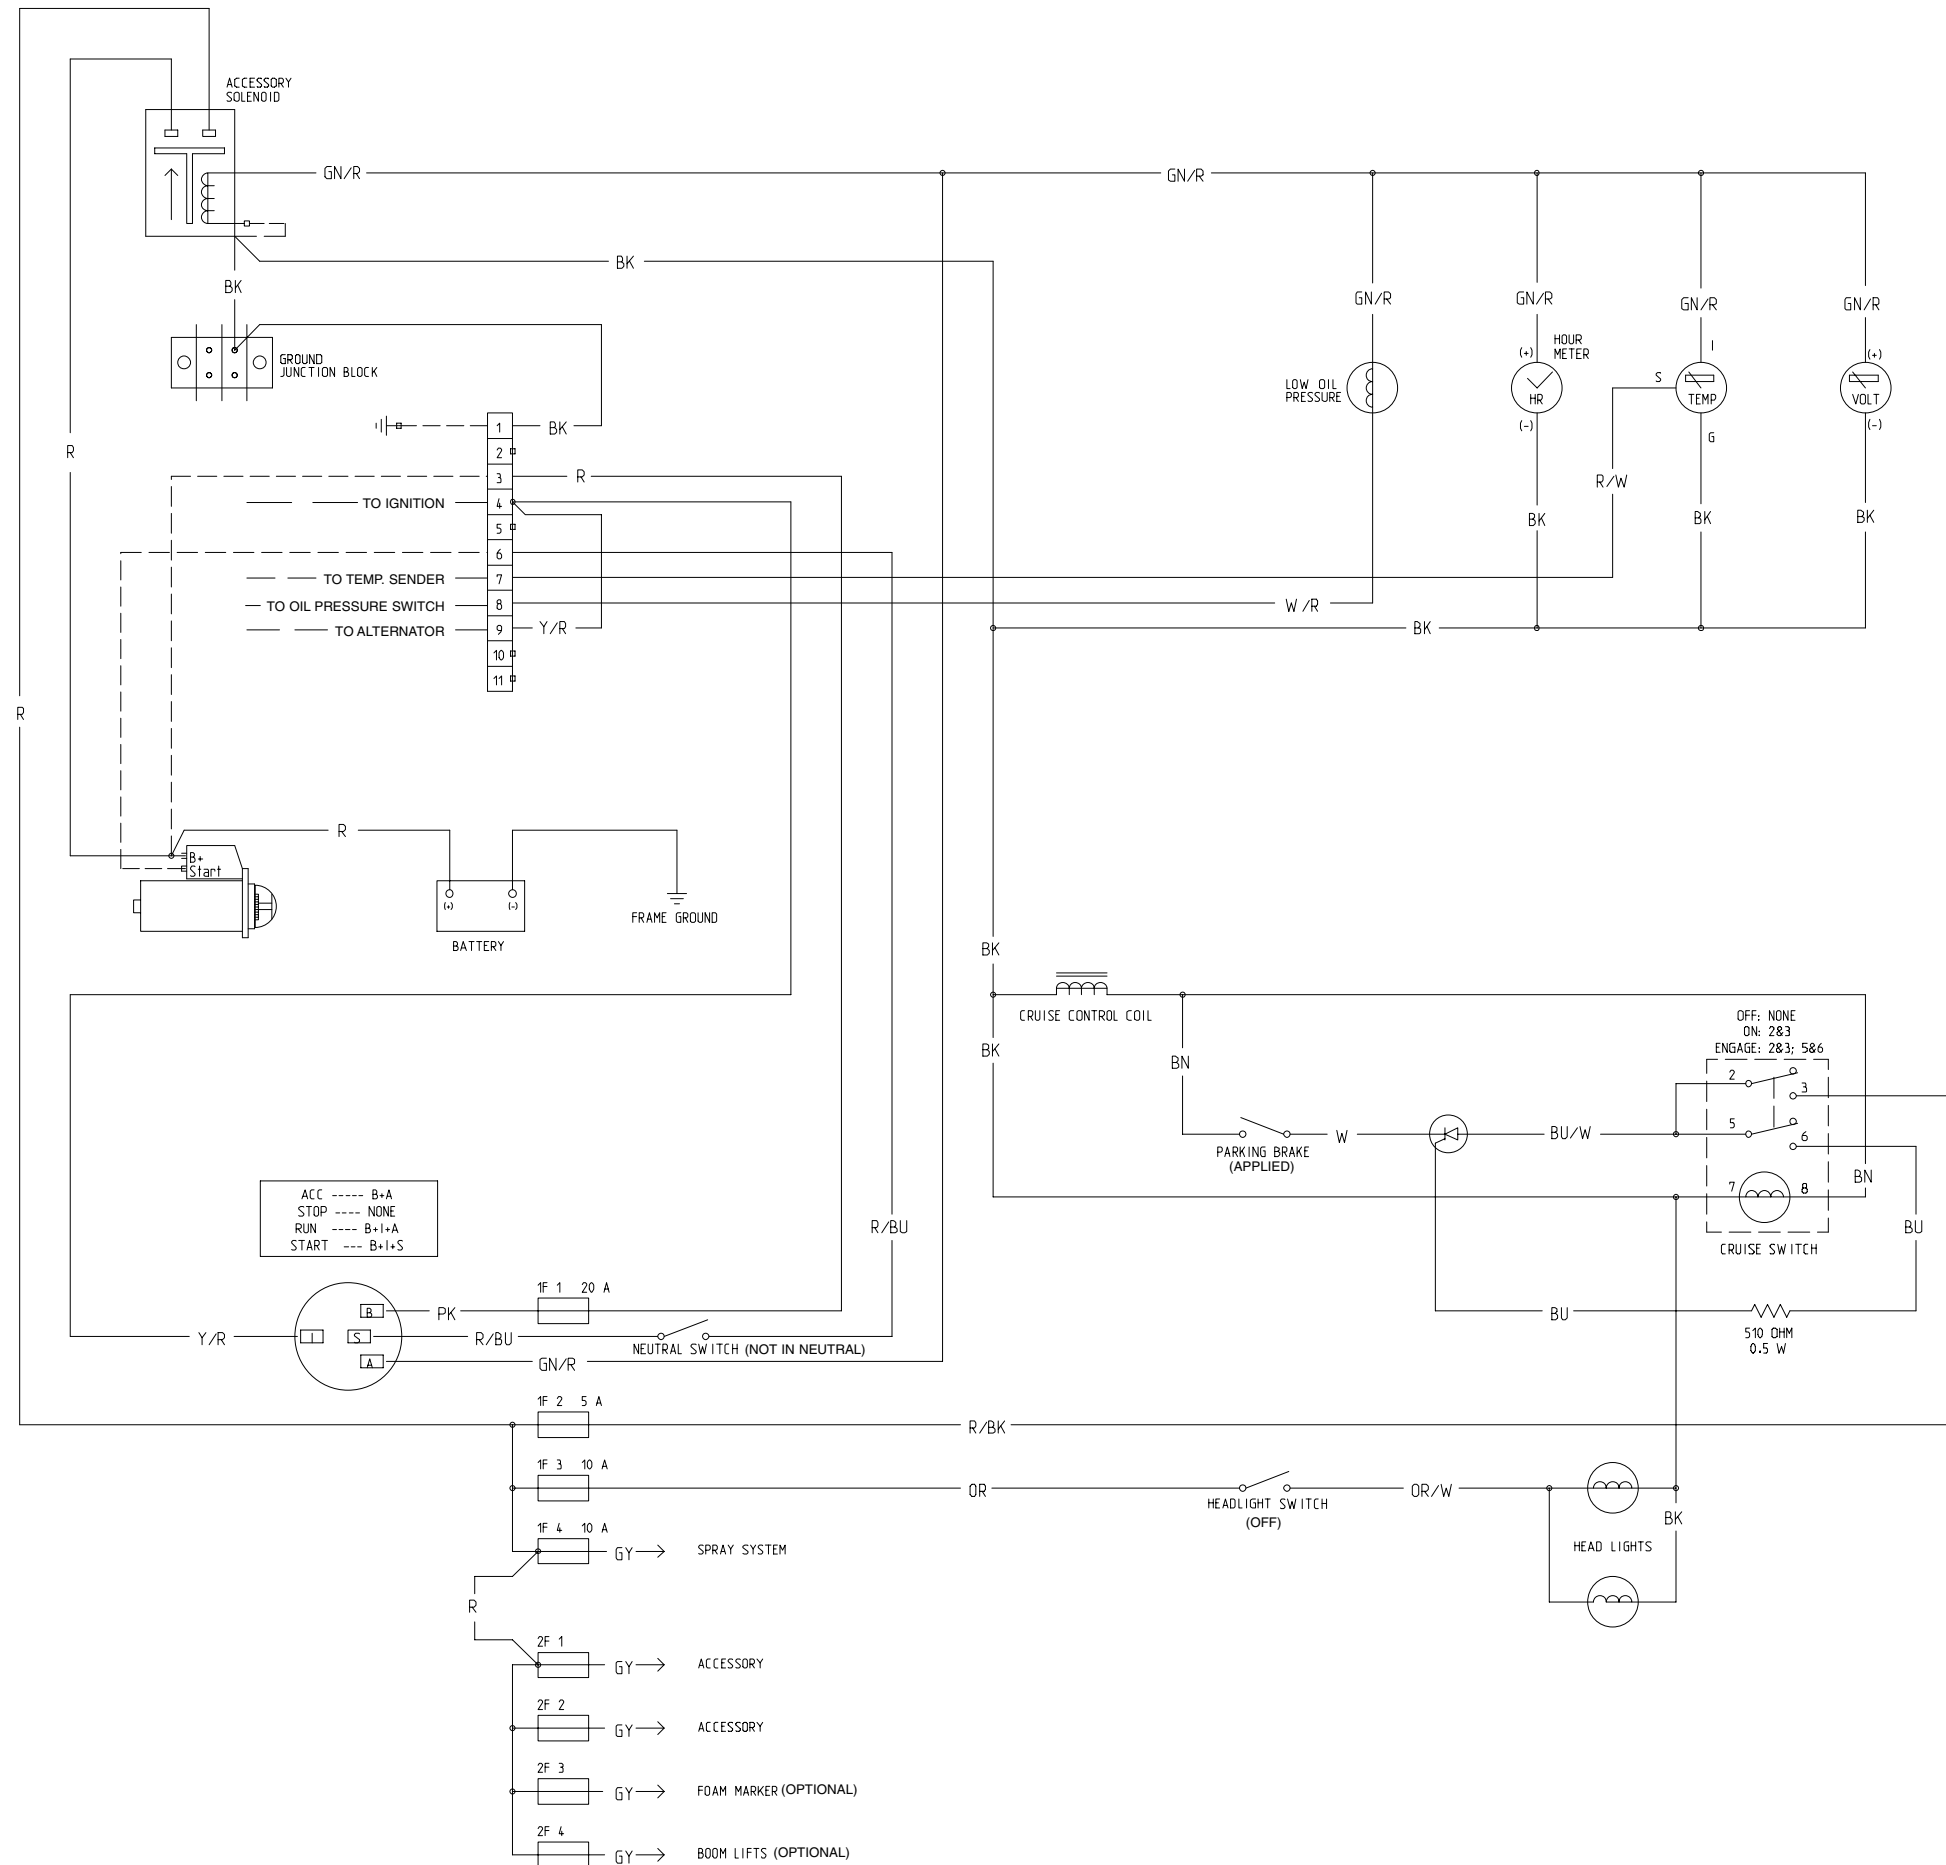 ACCESSORY
SOLENOID
GN/R
GN/R
BK
BK
GN/R
GN/R
GN/R
GN/R
GROUND
JUNCTION BLOCK
HOUR
METER
(+)
HR
(-)
LOW OIL
PRESSURE
I
S
TEMP
G
(+)
VOLT
(-)
R
R/W
BK
BK
BK
1
BK
2
3
R
TO IGNITION
4
5
6
TO TEMP. SENDER
7
TO OIL PRESSURE SWITCH
8
W/R
TO ALTERNATOR
9
Y/R
BK
10
11
R
R
B+
Start
(+)
(-)
BATTERY
FRAME GROUND
BK
CRUISE CONTROL COIL
BK
BN
OFF: NONE
ON: 2&3
ENGAGE: 2&3; 5&6
2
3
5
6
7
8
BN
CRUISE SWITCH
PARKING BRAKE
(APPLIED)
W
BU/W
BU
BU
510 OHM
0.5 W
ACC ----- B+A
STOP ---- NONE
RUN ---- B+I+A
START --- B+I+S
R/BU
1F 1 20 A
B
PK
Y/R
I
S
R/BU
NEUTRAL SWITCH (NOT IN NEUTRAL)
A
GN/R
1F 2 5 A
R/BK
1F 3 10 A
OR
HEADLIGHT SWITCH
(OFF)
OR/W
BK
HEAD LIGHTS
1F 4 10 A
GY
SPRAY SYSTEM
R
2F 1
GY
ACCESSORY
2F 2
GY
ACCESSORY
2F 3
GY
FOAM MARKER (OPTIONAL)
2F 4
GY
BOOM LIFTS (OPTIONAL)